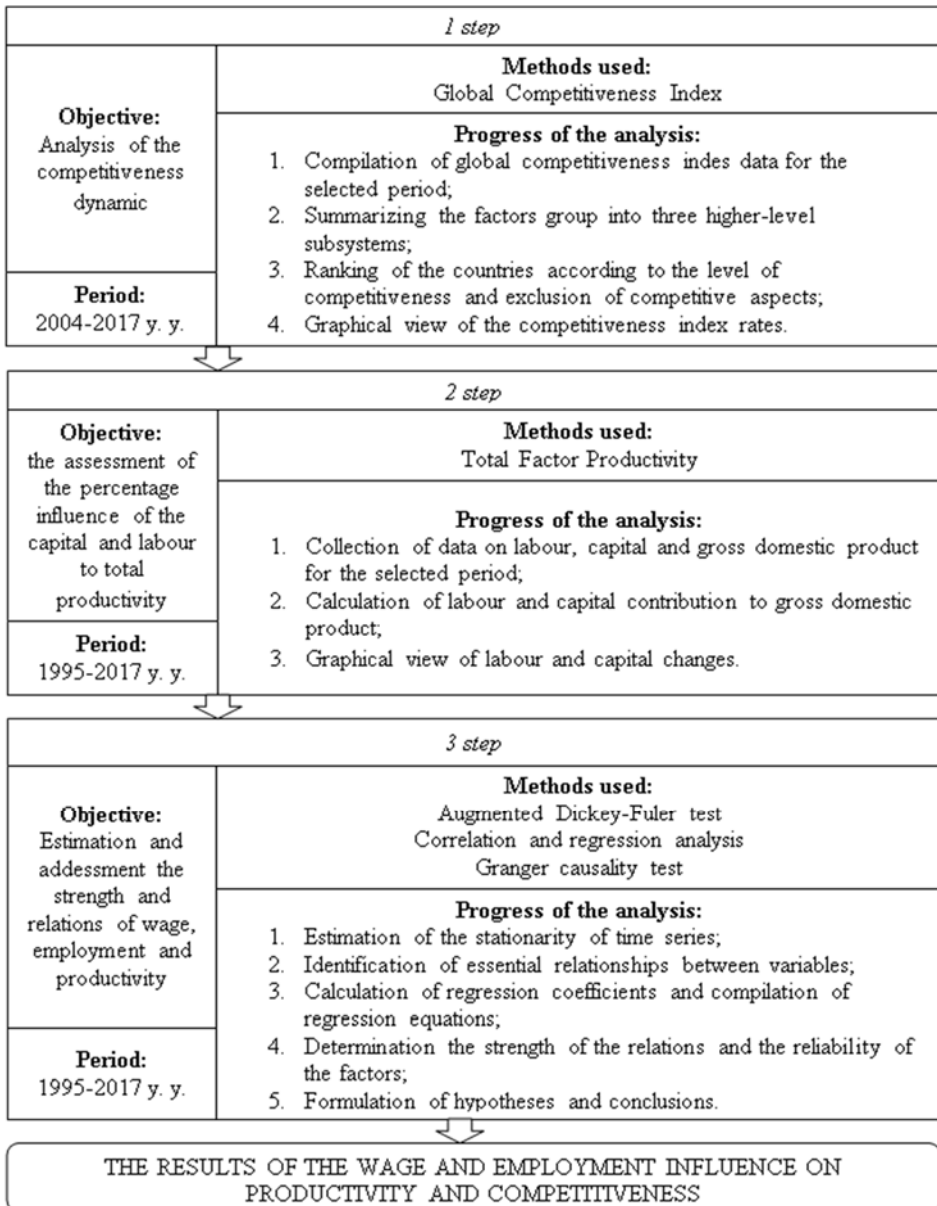 1 step
Objective:
Analysis of the
competitiveness
dynamic
Period:
2004-2017 y. y.
Methods used:
Global Competitiveness Index
Progress of the analysis:
1. Compilation of global competitiveness indes data for the
selected period;
2. Summarizing the factors group into three higher-level
subsystems;
3. Ranking of the countries according to the level of
competitiveness and exclusion of competitive aspects;
4. Graphical view of the competitiveness index rates.
2 step
Objective:
the assessment of
the percentage
influence of the
capital and labour
to total
productivity
Period:
1995-2017 y. y.
Methods used:
Total Factor Productivity
Progress of the analysis:
1. Collection of data on labour, capital and gross domestic product
for the selected period;
2. Calculation of labour and capital contribution to gross domestic
product;
3. Graphical view of labour and capital changes.
3 step
Objective:
Estimation and
addessment the
strength and
relations of wage,
employment and
productivity
Period:
1995-2017 y. y.
Methods used:
Augmented Dickey-Fuler test
Correlation and regression analysis
Granger causality test
Progress of the analysis:
1. Estimation of the stationarity of time series;
2. Identification of essential relationships between variables;
3. Calculation of regression coefficients and compilation of
regression equations;
4. Determination the strength of the relations and the reliability of
the factors;
5. Formulation of hypotheses and conclusions.
THE RESULTS OF THE WAGE AND EMPLOYMENT INFLUENCE ON
PRODUCTIVITY AND COMPETITIVENESS